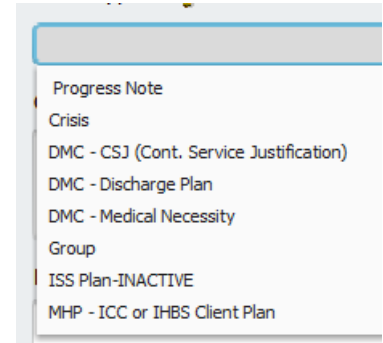 Progress Note
Crisis
DMC - CSJ (Cont. Service Justification)
DMC - Discharge Plan
DMC - Medical Necessity
Group
ISS Plan-INACTIVE
MHP - ICC or IHBS Client Plan